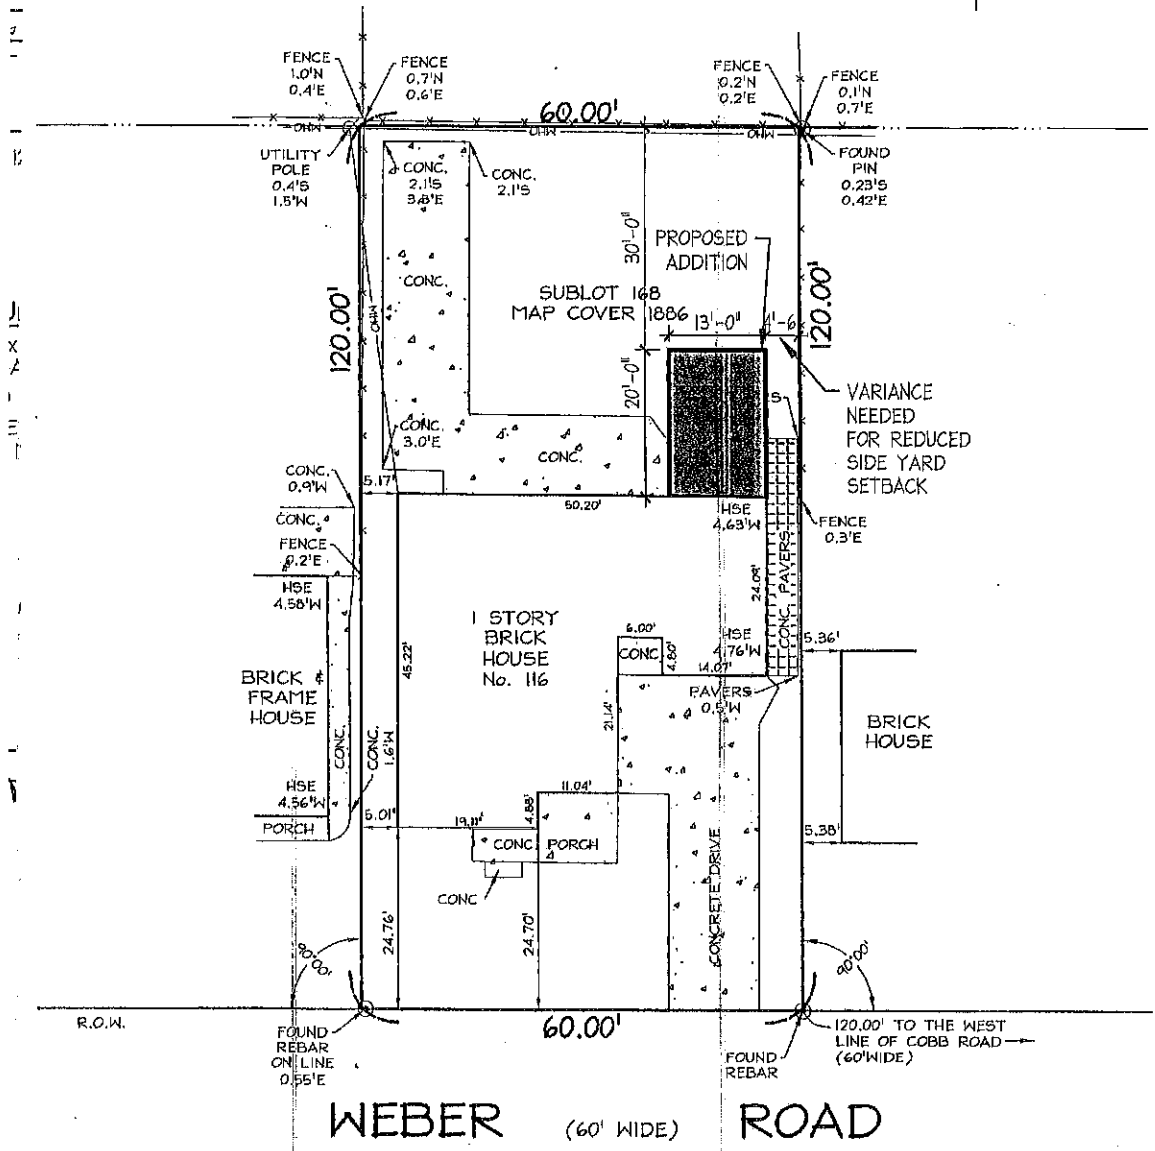 FENCE
1.0'N
0.4'E
FENCE
0.7'N
0.6'E
60.00'
FENCE
0.2'N
0.2'E
FENCE
0.1'N
0.7'E
OHW
OHW
OHW
UTILITY
POLE
0.4'S
1.5'W
CONC.
2.1'S
3.3'E
CONC.
2.1'S
FOUND
PIN
0.23'S
0.42'E
30'-0"
PROPOSED
ADDITION
CONC.
SUBLOT 168
MAP COVER 1886
120.00'
OHW
13'-0"
4'-6
120.00'
20'-0"
VARIANCE
NEEDED
FOR REDUCED
SIDE YARD
SETBACK
CONC.
3.0'E
CONC.
CONC.
0.9'W
5.17'
50.20'
HSE
4.63'W
CONC.
FENCE
0.3'E
FENCE
0.2'E
HSE
4.58'W
24.09'
CONC. PAVERS
1 STORY
BRICK
HOUSE
No. 116
6.00'
CONC
4.80'
HSE
4.76'W
14.07'
5.36'
45.22'
BRICK &
FRAME
HOUSE
PAVERS
0.5'W
21.14'
BRICK
HOUSE
CONC.
CONC.
1.6'W
HSE
4.56'W
11.04'
4.88'
PORCH
5.01'
19.11'
CONC. PORCH
5.38'
CONC
CONCRETE DRIVE
24.76'
24.70'
90°00'
90°00'
R.O.W.
60.00'
FOUND
REBAR
ON LINE
0.55'E
FOUND
REBAR
120.00' TO THE WEST
LINE OF COBB ROAD
(60'WIDE)
WEBER (60' WIDE) ROAD